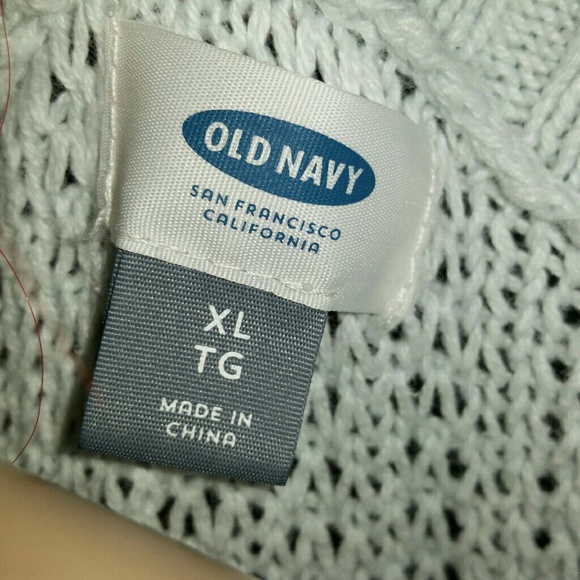 OLD NAVY
SAN FRANCISCO
CALIFORNIA
XL
TG
MADE IN
CHINA